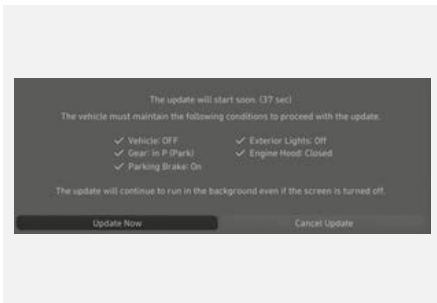 The update will start soon. (37 sec)
The vehicle must maintain the following conditions to proceed with the update.
✓ Vehicle: OFF ✓ Exterior Lights: Off
✓ Gear: in P (Park) ✓ Engine Hood: Closed
✓ Parking Brake: On
The update will continue to run in the background even if the screen is turned off.
Update Now Cancel Update